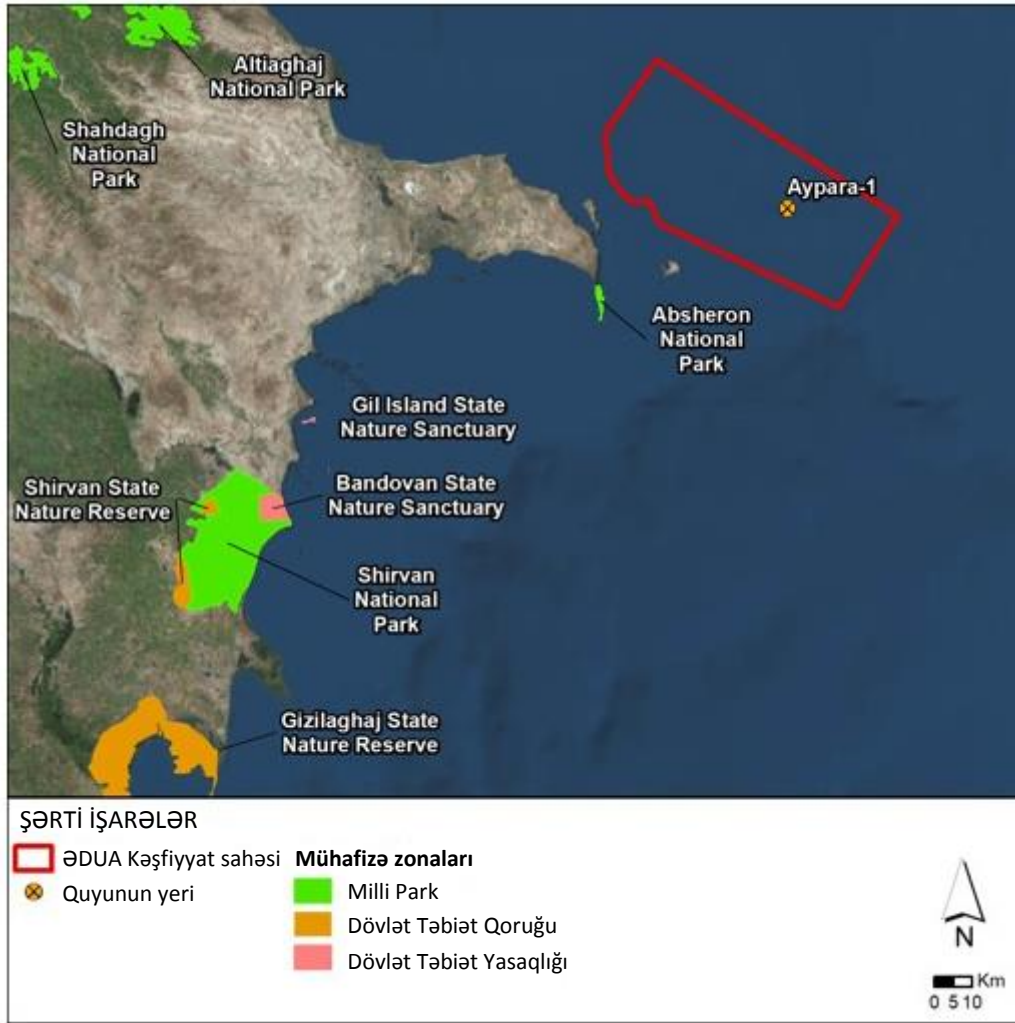 Altiaghaj
National Park
Shahdagh
National
Park
Aypara-1
Absheron
National
Park
Gil Island State
Nature Sanctuary
Shirvan State
Nature Reserve
Bandovan State
Nature Sanctuary
Shirvan
National
Park
Gizilaghaj State
Nature Reserve
ŞƏRTİ İŞARƏLƏR
ƏDUA Kəşfiyyat sahəsi
Quyunun yeri
Mühafizə zonaları
Milli Park
Dövlət Təbiət Qoruğu
Dövlət Təbiət Yasaqlığı
N
Km
0 5 10